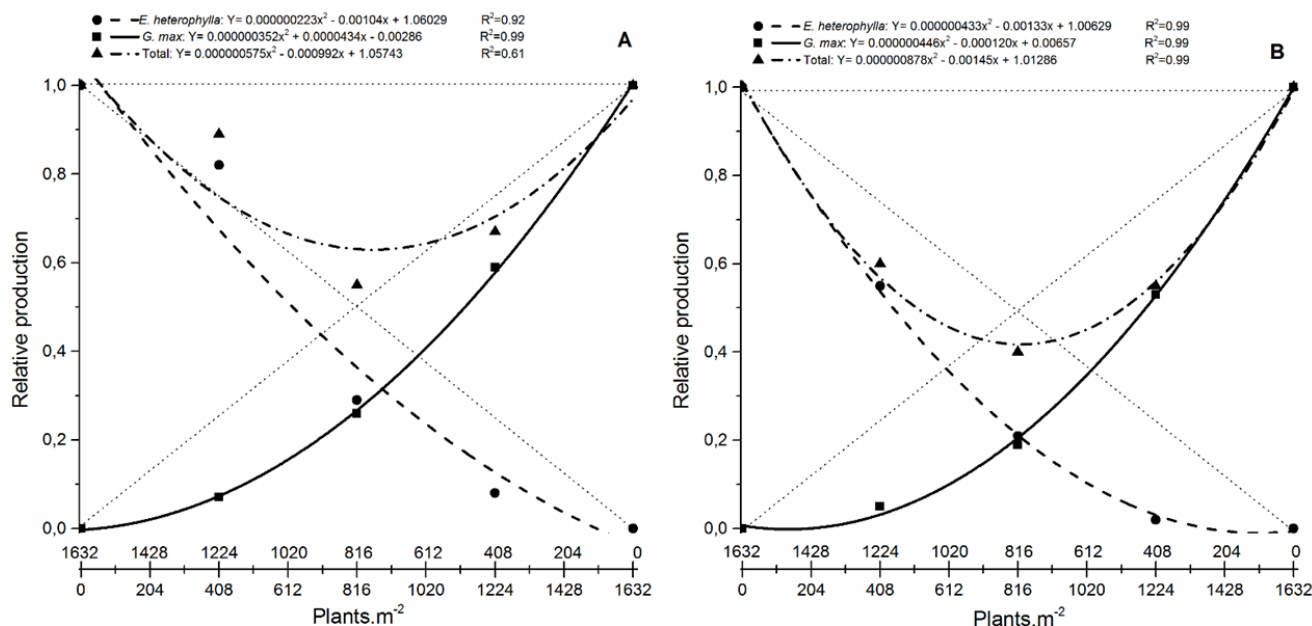 E. heterophylla: Y= 0.000000223x² - 0.00104x + 1.06029 R²=0.92
G. max: Y= 0.000000352x² + 0.0000434x - 0.00286 R²=0.99
Total: Y= 0.000000575x² - 0.000992x + 1.05743 R²=0.61
A
1,0
0,8
0,6
0,4
0,2
0,0
Relative production
1632 1428 1224 1020 816 612 408 204 0
0 204 408 612 816 1020 1224 1428 1632
Plants.m⁻²
E. heterophylla: Y= 0.000000433x² - 0.00133x + 1.00629 R²=0.99
G. max: Y= 0.000000446x² - 0.000120x + 0.00657 R²=0.99
Total: Y= 0.000000878x² - 0.00145x + 1.01286 R²=0.99
B
1,0
0,8
0,6
0,4
0,2
0,0
Relative production
1632 1428 1224 1020 816 612 408 204 0
0 204 408 612 816 1020 1224 1428 1632
Plants.m⁻²